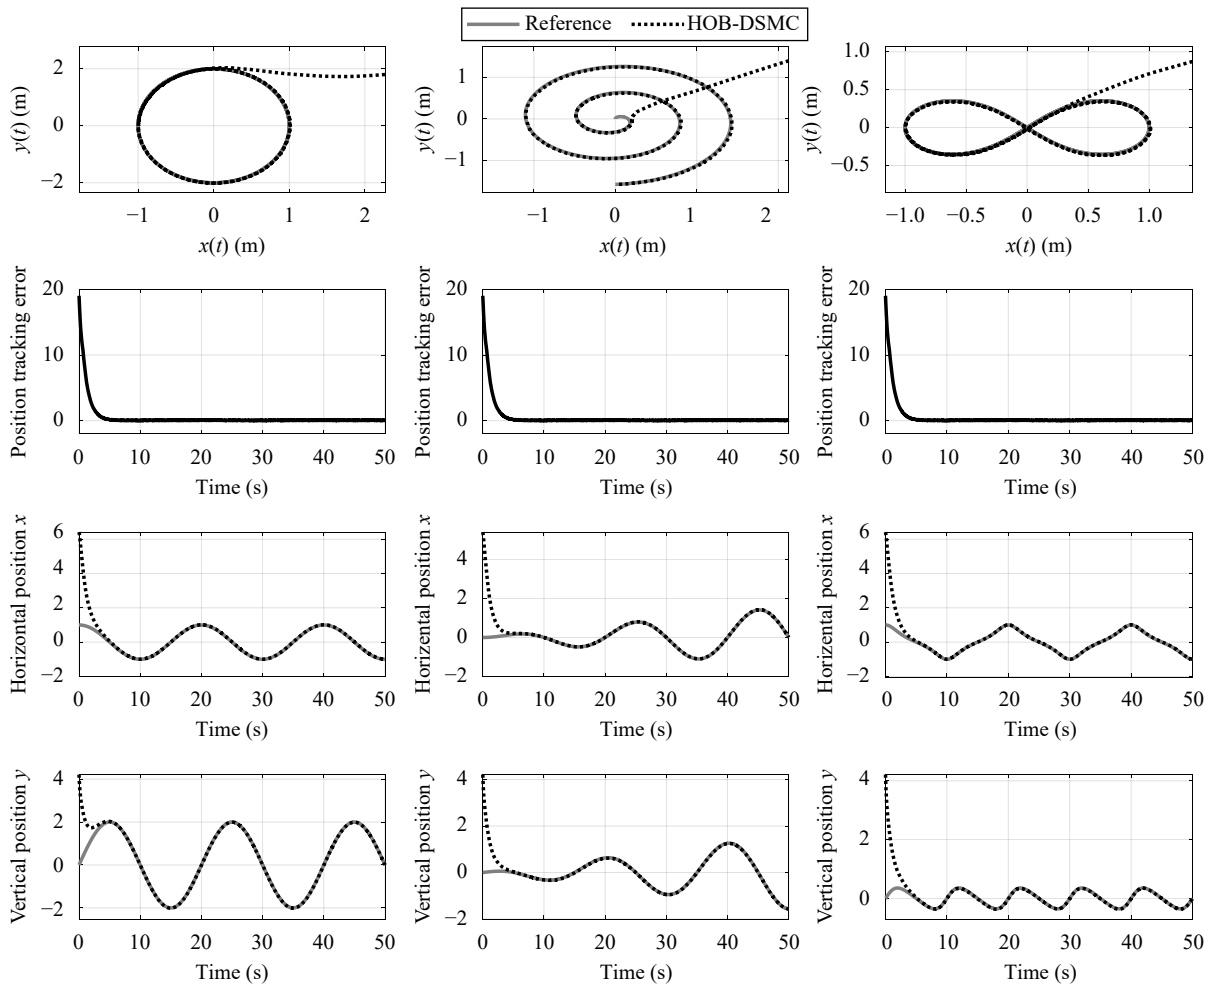 Reference HOB-DSMC
y(t) (m)
2
0
−2
−1 0 1 2
x(t) (m)
y(t) (m)
1
0
−1
−1 0 1 2
x(t) (m)
y(t) (m)
1.0
0.5
0
−0.5
−1.0 −0.5 0 0.5 1.0
x(t) (m)
Position tracking error
20
10
0
0 10 20 30 40 50
Time (s)
Position tracking error
20
10
0
0 10 20 30 40 50
Time (s)
Position tracking error
20
10
0
0 10 20 30 40 50
Time (s)
Horizontal position x
6
4
2
0
−2
0 10 20 30 40 50
Time (s)
Horizontal position x
4
2
0
−2
0 10 20 30 40 50
Time (s)
Horizontal position x
6
4
2
0
−2
0 10 20 30 40 50
Time (s)
Vertical position y
4
2
0
−2
0 10 20 30 40 50
Time (s)
Vertical position y
4
2
0
−2
0 10 20 30 40 50
Time (s)
Vertical position y
4
2
0
0 10 20 30 40 50
Time (s)